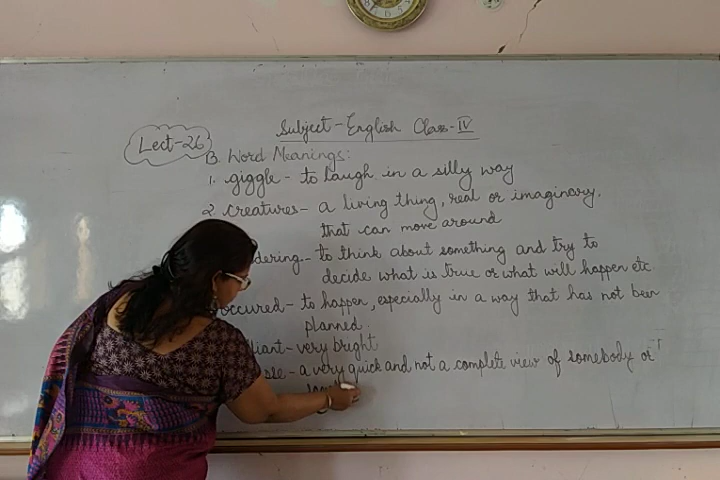 Subject - English Class - IV
Lect-26
B. Word Meanings:
1. giggle - to laugh in a silly way
2. creatures - a living thing, real or imaginary,
that can move around
dering - to think about something and try to
decide what is true or what will happen etc.
occured - to happen, especially in a way that has not been
planned.
liant - very bright
se - a very quick and not a complete view of somebody or